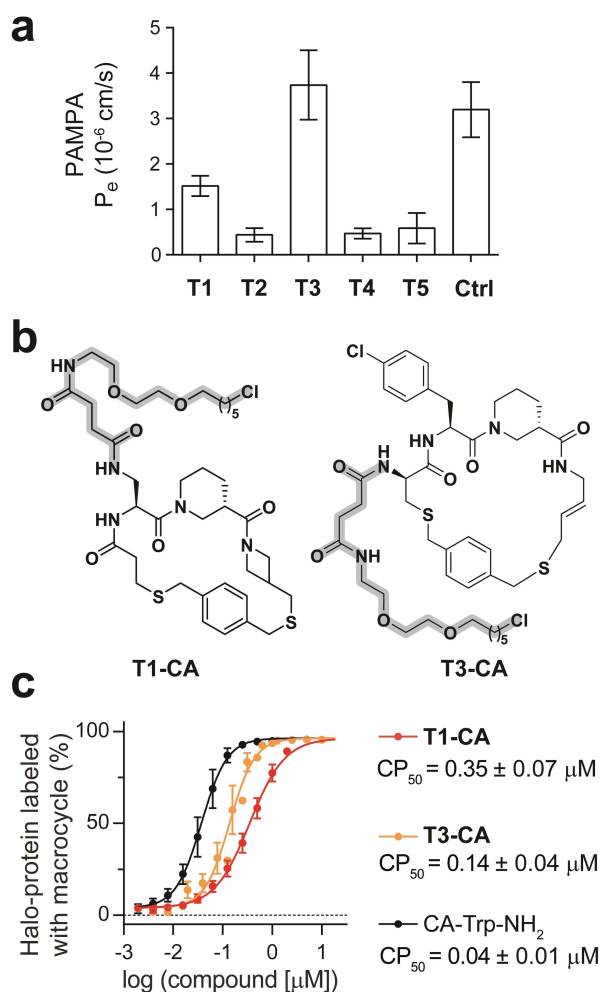 a
PAMPA
Pe (10⁻⁶ cm/s)
5
4
3
2
1
0
T1 T2 T3 T4 T5 Ctrl
b
HN
O
O
O
Cl
( )5
O
HN
HN
O
O
N
O
N
S
S
T1-CA
Cl
N
O
HN
O
HN
O
O
HN
S
S
O
NH
O
O
Cl
( )5
T3-CA
c
Halo-protein labeled
with macrocycle (%)
100
50
0
-3 -2 -1 0 1
log (compound [µM])
T1-CA
CP₅₀ = 0.35 ± 0.07 µM
T3-CA
CP₅₀ = 0.14 ± 0.04 µM
CA-Trp-NH₂
CP₅₀ = 0.04 ± 0.01 µM